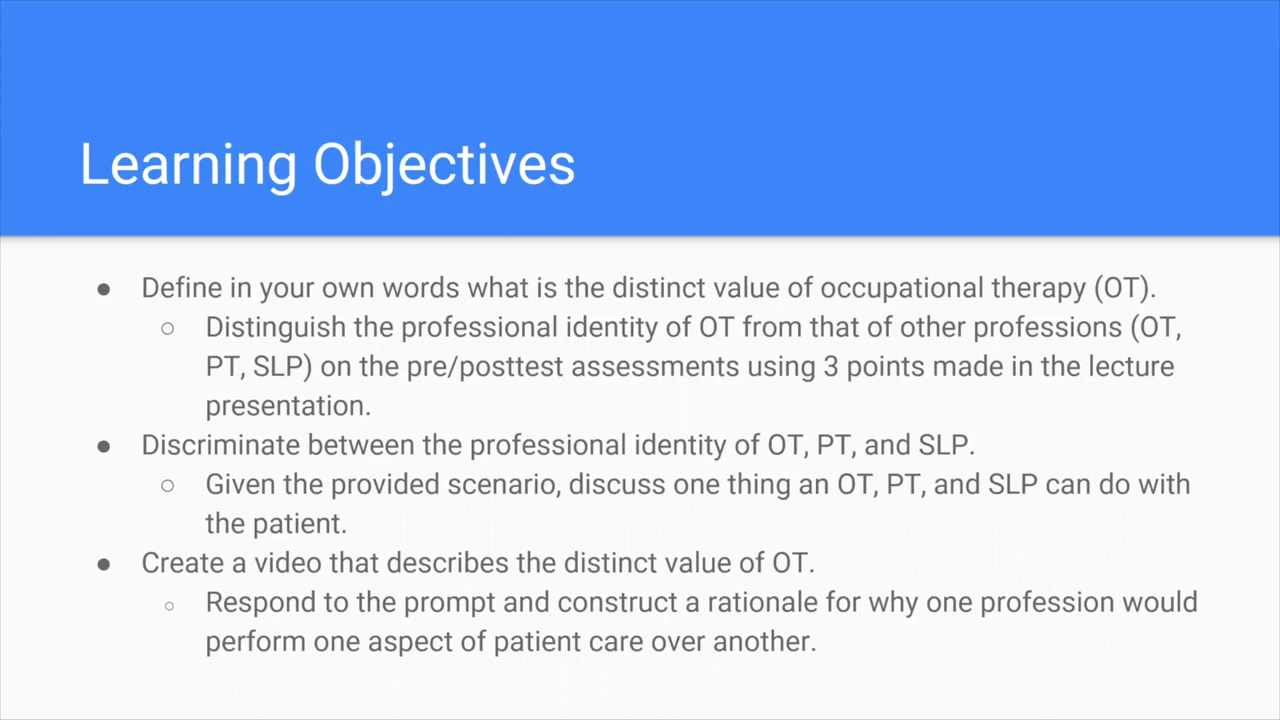 Learning Objectives
● Define in your own words what is the distinct value of occupational therapy (OT).
○ Distinguish the professional identity of OT from that of other professions (OT,
PT, SLP) on the pre/posttest assessments using 3 points made in the lecture
presentation.
● Discriminate between the professional identity of OT, PT, and SLP.
○ Given the provided scenario, discuss one thing an OT, PT, and SLP can do with
the patient.
● Create a video that describes the distinct value of OT.
○ Respond to the prompt and construct a rationale for why one profession would
perform one aspect of patient care over another.